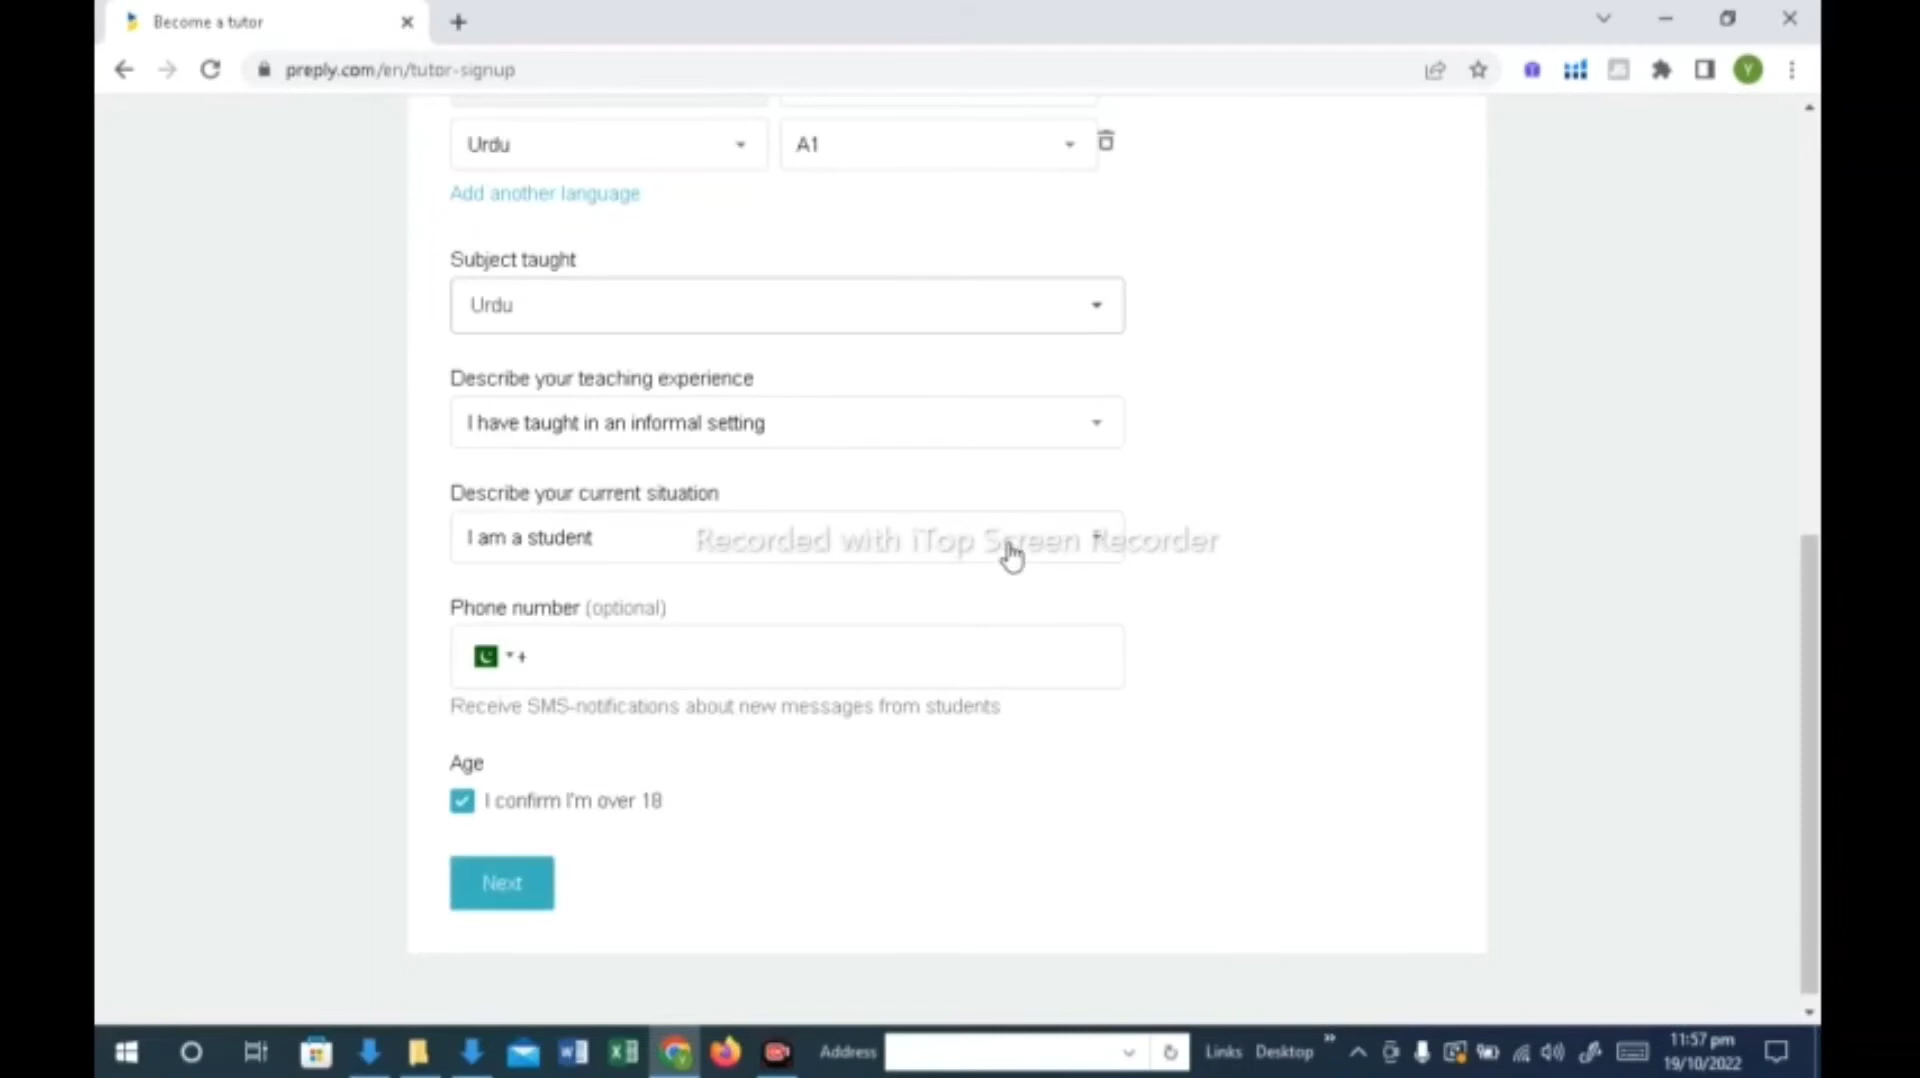 Become a tutor
preply.com/en/tutor-signup
Y
Urdu A1
Add another language
Subject taught
Urdu
Describe your teaching experience
I have taught in an informal setting
Describe your current situation
I am a student
Recorded with iTop Screen Recorder
Phone number (optional)
+
Receive SMS-notifications about new messages from students
Age
I confirm I'm over 18
Next
Address Links Desktop
11:57 pm
19/10/2022